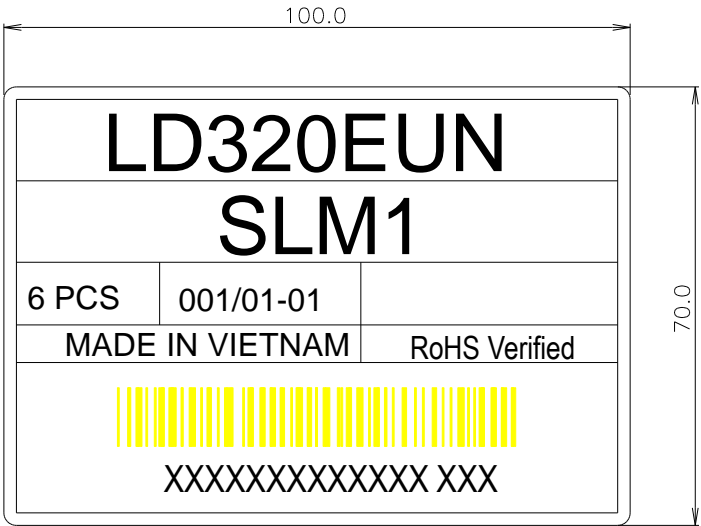 100.0
LD320EUN
SLM1
6 PCS 001/01-01
70.0
MADE IN VIETNAM RoHS Verified
XXXXXXXXXXXXX XXX